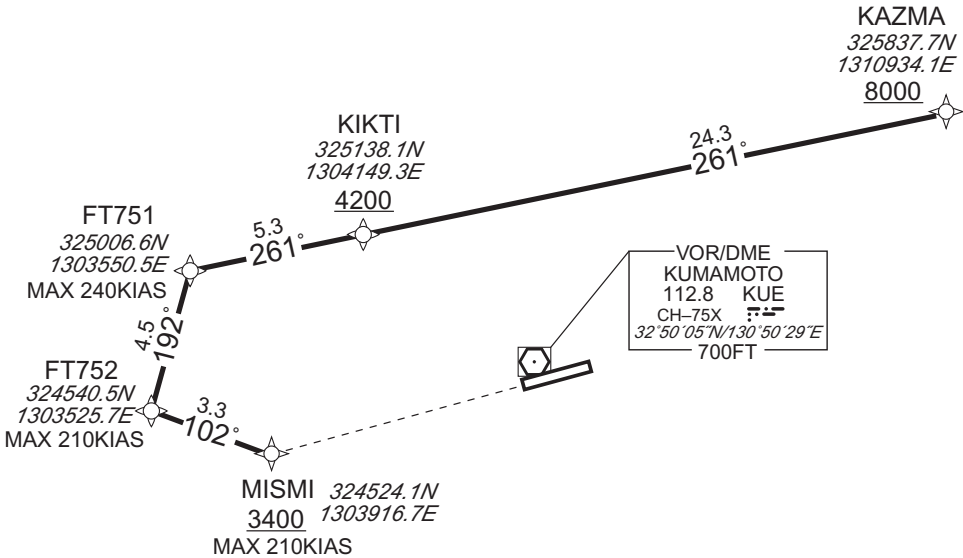 KAZMA
325837.7N
1310934.1E
8000
24.3
261°
KIKTI
325138.1N
1304149.3E
4200
5.3
261°
FT751
325006.6N
1303550.5E
MAX 240KIAS
4.5
192°
FT752
324540.5N
1303525.7E
MAX 210KIAS
3.3
102°
MISMI
324524.1N
1303916.7E
3400
MAX 210KIAS
VOR/DME
KUMAMOTO
112.8 KUE
CH–75X
32°50´05˝N/130°50´29˝E
700FT